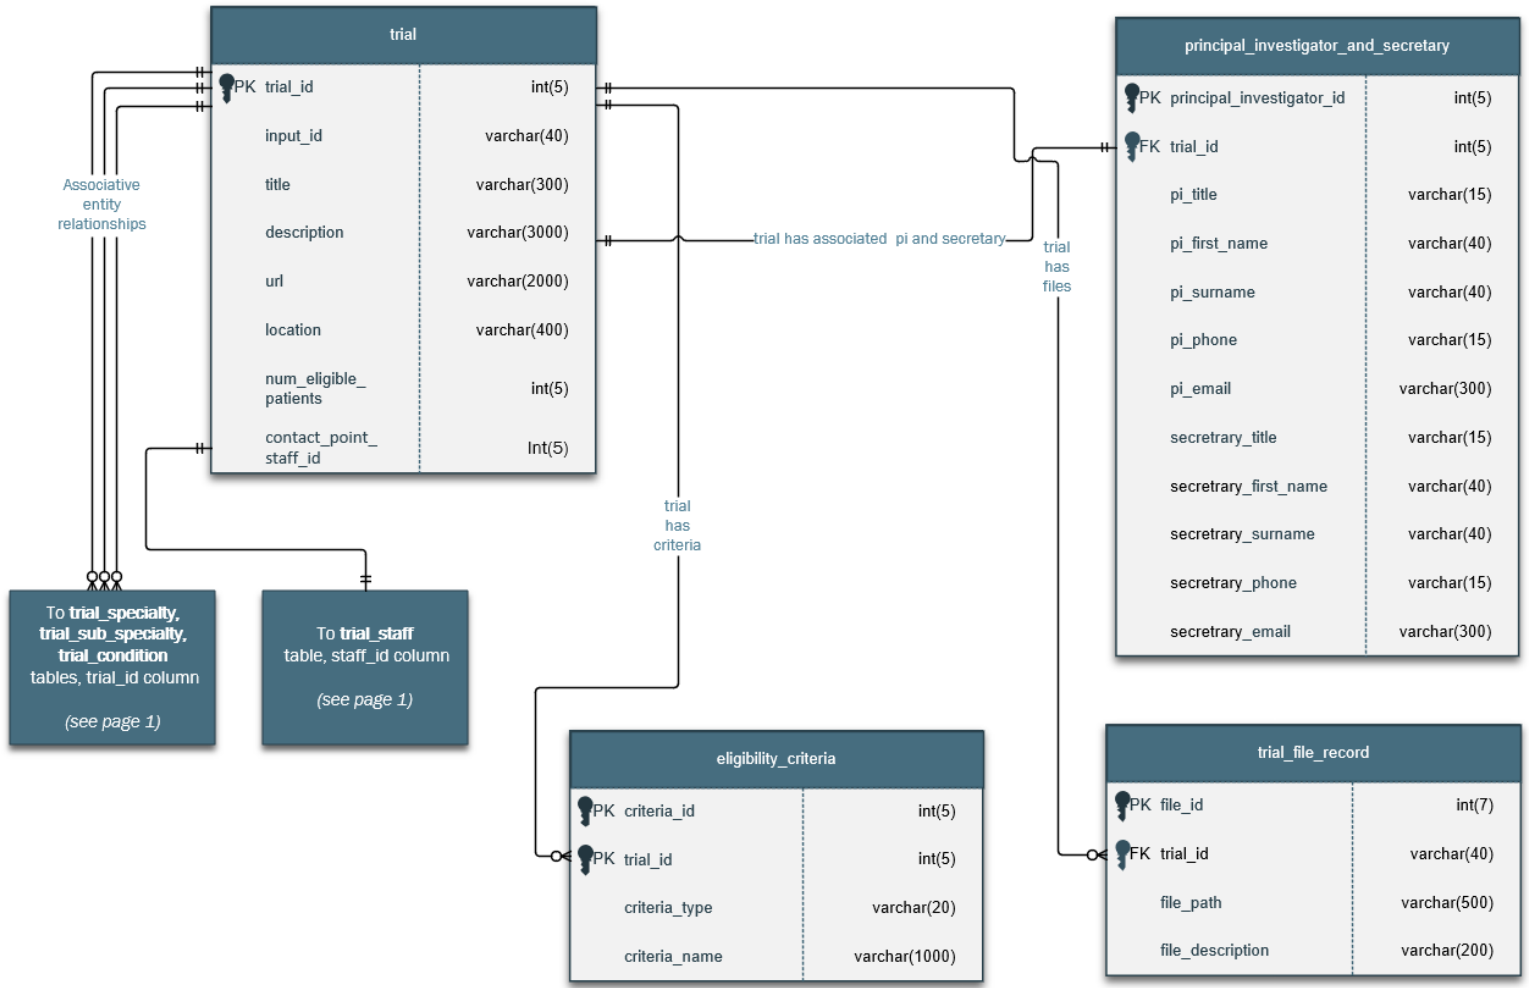 trial
PK trial_id int(5)
input_id varchar(40)
title varchar(300)
description varchar(3000)
url varchar(2000)
location varchar(400)
num_eligible_
patients int(5)
contact_point_
staff_id Int(5)
principal_investigator_and_secretary
PK principal_investigator_id int(5)
FK trial_id int(5)
pi_title varchar(15)
pi_first_name varchar(40)
pi_surname varchar(40)
pi_phone varchar(15)
pi_email varchar(300)
secretrary_title varchar(15)
secretrary_first_name varchar(40)
secretrary_surname varchar(40)
secretrary_phone varchar(15)
secretrary_email varchar(300)
Associative
entity
relationships
trial has associated pi and secretary
trial
has
files
trial
has
criteria
To trial_specialty,
trial_sub_specialty,
trial_condition
tables, trial_id column
(see page 1)
To trial_staff
table, staff_id column
(see page 1)
eligibility_criteria
PK criteria_id int(5)
PK trial_id int(5)
criteria_type varchar(20)
criteria_name varchar(1000)
trial_file_record
PK file_id int(7)
FK trial_id varchar(40)
file_path varchar(500)
file_description varchar(200)